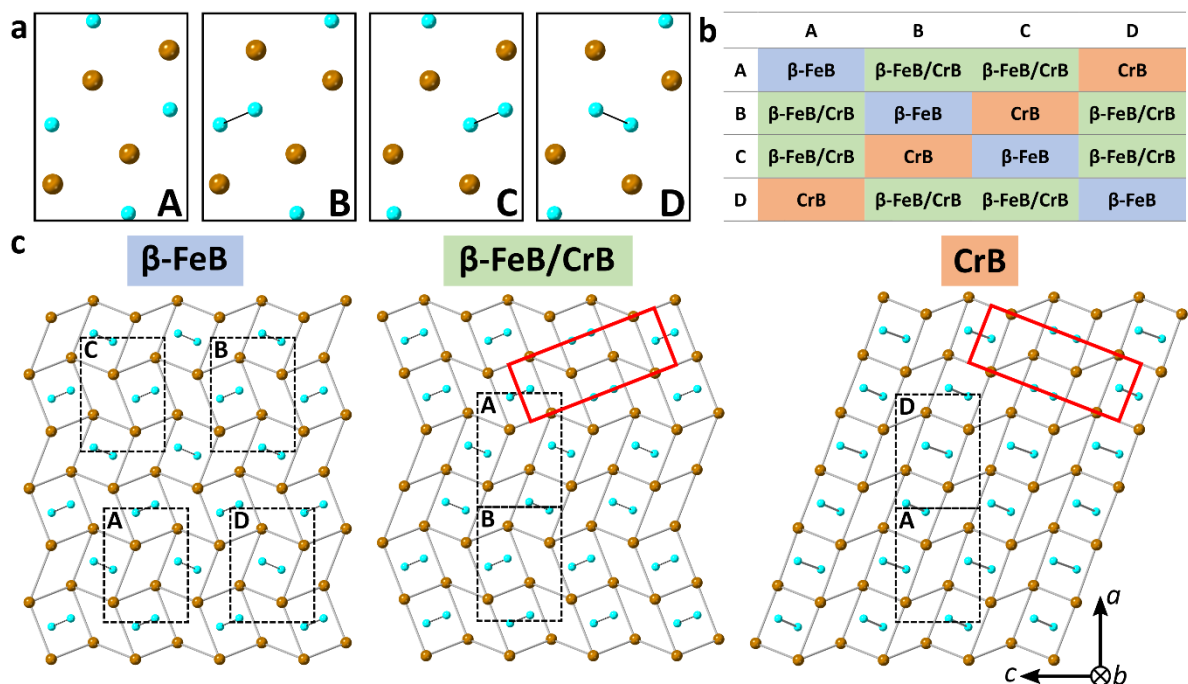 a
A
B
C
D
b
A B C D
A β-FeB β-FeB/CrB β-FeB/CrB CrB
B β-FeB/CrB β-FeB CrB β-FeB/CrB
C β-FeB/CrB CrB β-FeB β-FeB/CrB
D CrB β-FeB/CrB β-FeB/CrB β-FeB
c
β-FeB
β-FeB/CrB
CrB
C
B
A
D
A
B
D
A
a
c
b